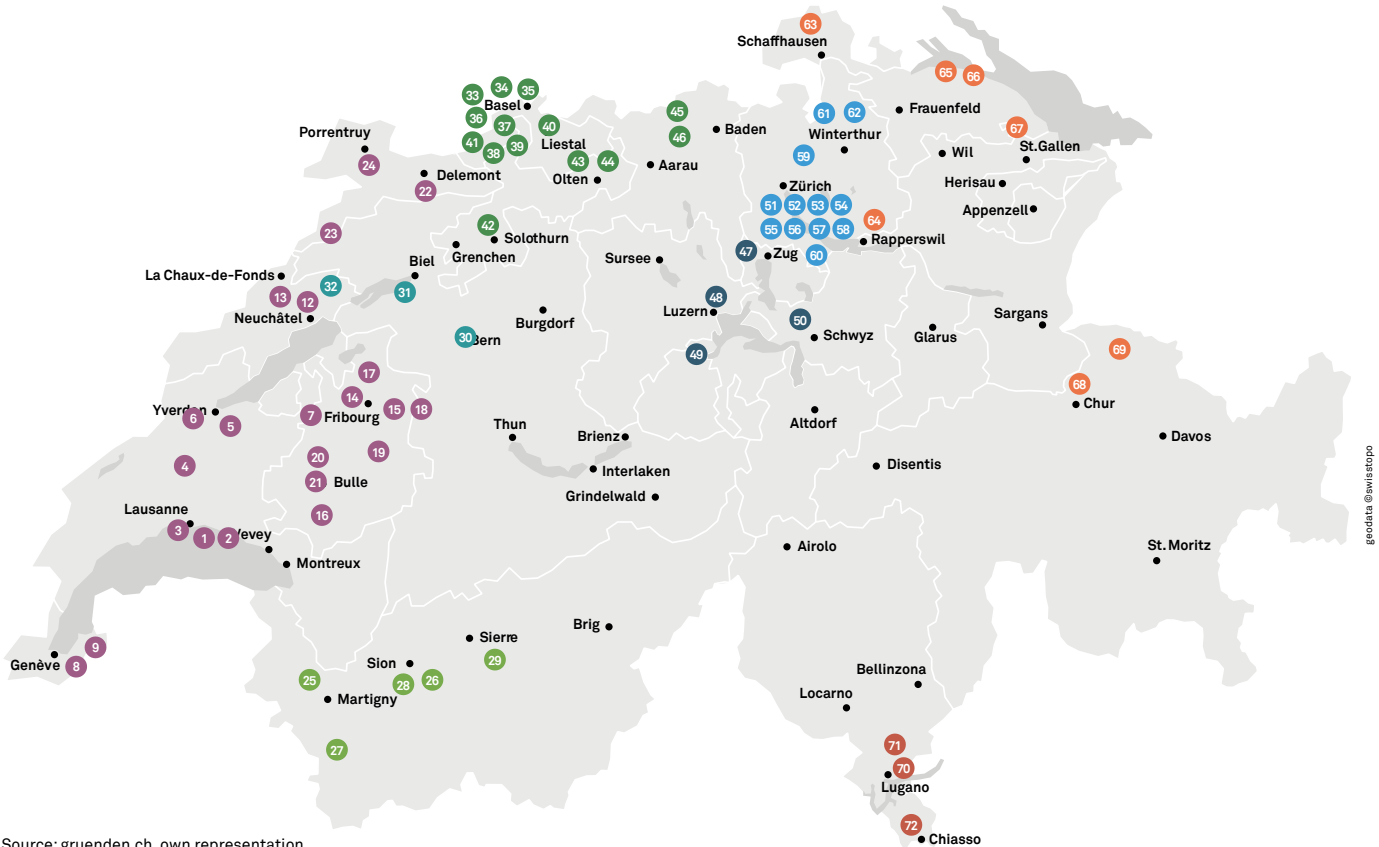 63
Schaffhausen
65
66
33
34
35
Basel
36
37
40
41
38
39
Liestal
43
44
Olten
45
46
Baden
Aarau
61
62
Winterthur
59
Frauenfeld
67
St.Gallen
Wil
Herisau
Appenzell
Porrentruy
24
Delemont
22
23
42
Solothurn
Grenchen
Zürich
51
52
53
54
55
56
57
58
64
Rapperswil
47
Zug
60
La Chaux-de-Fonds
13
12
32
Neuchâtel
Biel
31
Sursee
48
Luzern
49
50
Schwyz
Burgdorf
30
Bern
Glarus
Sargans
69
68
Chur
17
14
7
Fribourg
15
18
Yverdon
6
5
4
20
19
21
Bulle
16
Thun
Brienz
Interlaken
Grindelwald
Altdorf
Disentis
Davos
St.Moritz
geodata ©swisstopo
Lausanne
3
1
2
Vevey
Montreux
Airolo
9
Genève
8
Sierre
29
Brig
Sion
25
28
26
Martigny
27
Bellinzona
Locarno
71
70
Lugano
72
Chiasso
Source: gruenden.ch, own representation